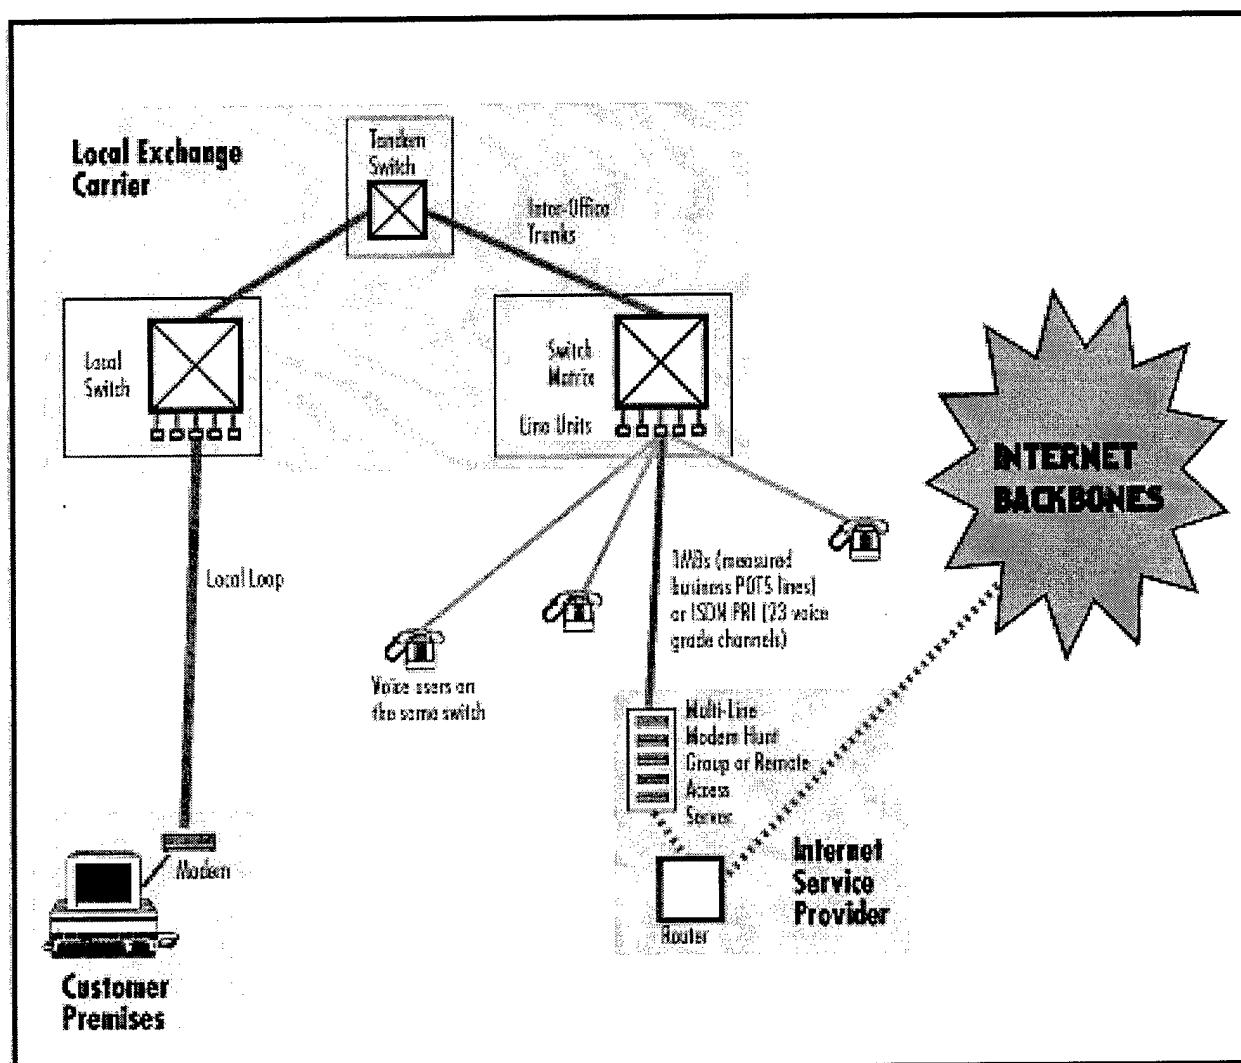 Local Exchange
Carrier
Tandem
Switch
Inter-Office
Trunks
Local
Switch
Switch
Matrix
Line Units
INTERNET
BACKBONES
Local Loop
1MBs (measured
business POTS lines)
or ISDN PRI (23 voice
grade channels)
Voice users on
the same switch
Multi-Line
Modem Hunt
Group or Remote
Access
Server
Modem
Internet
Service
Provider
Router
Customer
Premises